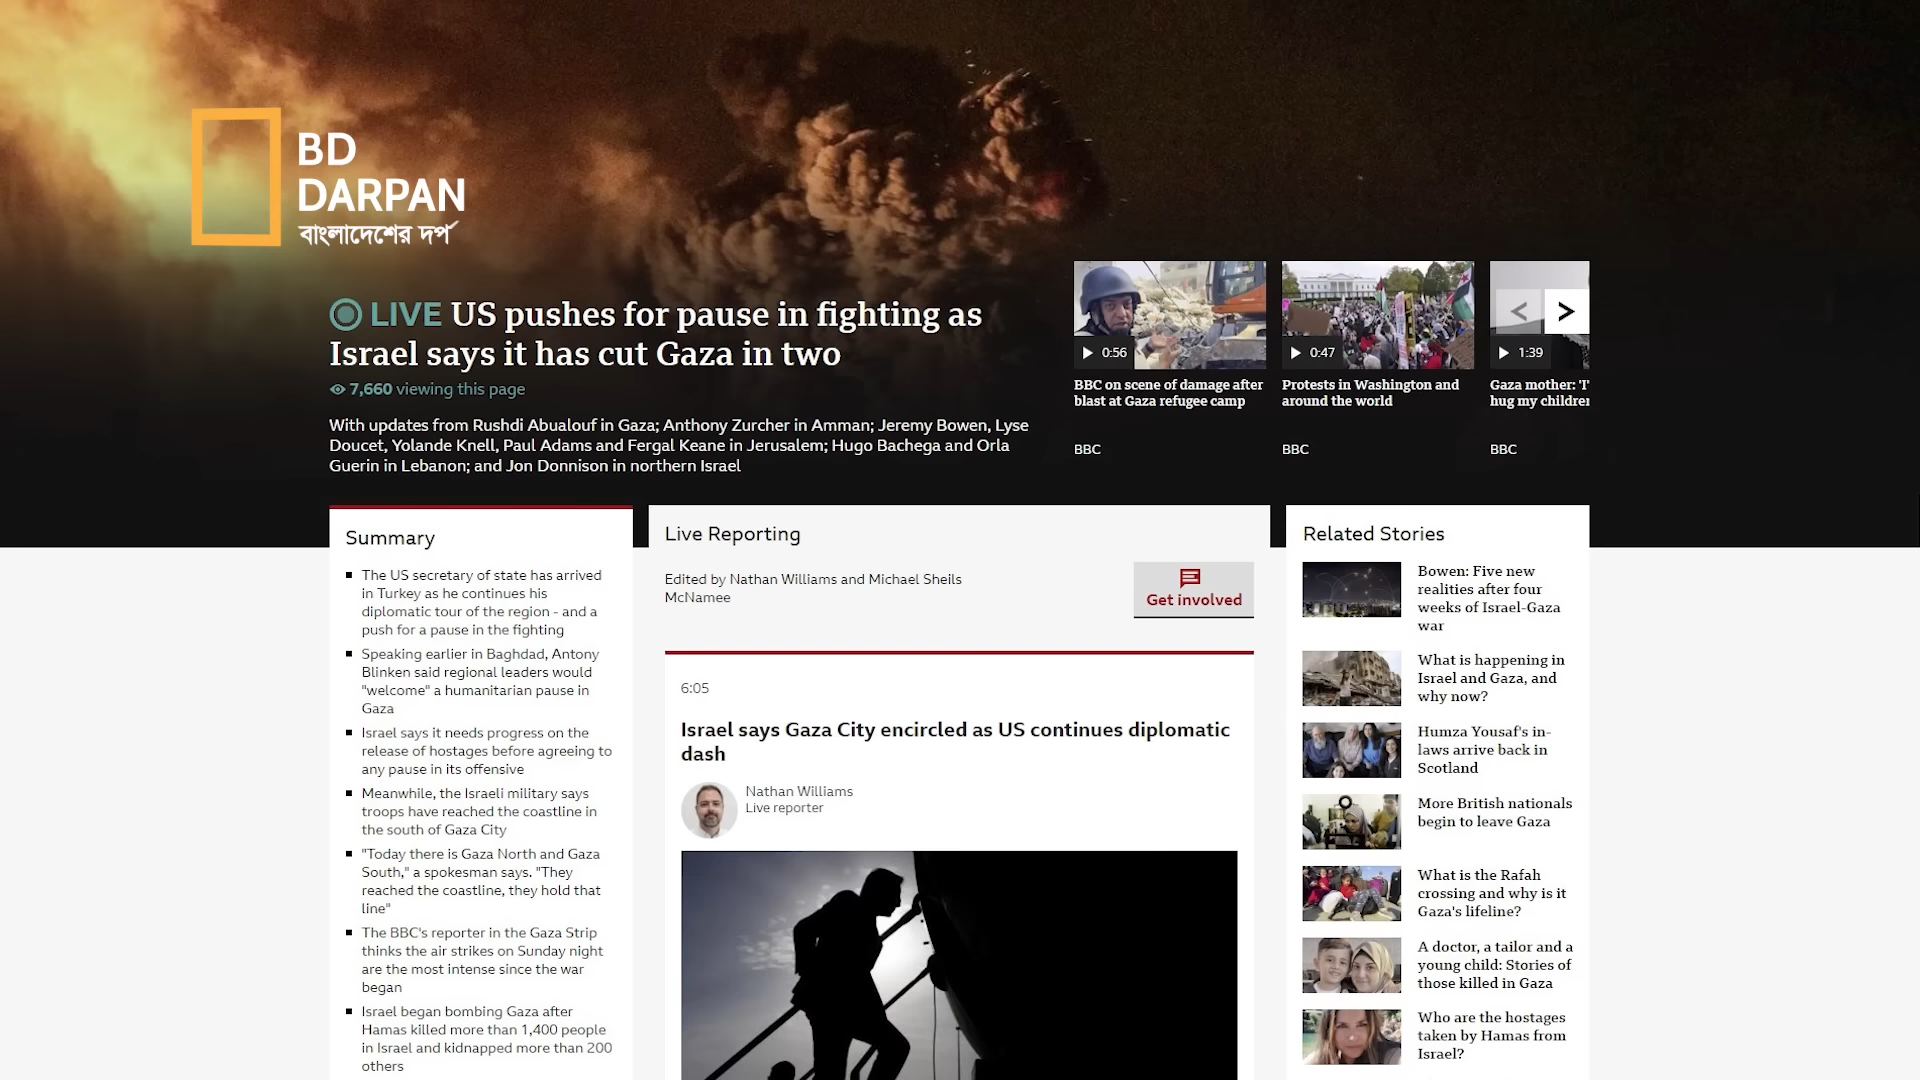 BD
DARPAN
বাংলাদেশের দর্প
LIVE US pushes for pause in fighting as
Israel says it has cut Gaza in two
7,660 viewing this page
With updates from Rushdi Abualouf in Gaza; Anthony Zurcher in Amman; Jeremy Bowen, Lyse
Doucet, Yolande Knell, Paul Adams and Fergal Keane in Jerusalem; Hugo Bachega and Orla
Guerin in Lebanon; and Jon Donnison in northern Israel
0:56
BBC on scene of damage after
blast at Gaza refugee camp
BBC
0:47
Protests in Washington and
around the world
BBC
1:39
Gaza mother: 'I'
hug my childre
BBC
Summary
The US secretary of state has arrived
in Turkey as he continues his
diplomatic tour of the region - and a
push for a pause in the fighting
Speaking earlier in Baghdad, Antony
Blinken said regional leaders would
"welcome" a humanitarian pause in
Gaza
Israel says it needs progress on the
release of hostages before agreeing to
any pause in its offensive
Meanwhile, the Israeli military says
troops have reached the coastline in
the south of Gaza City
"Today there is Gaza North and Gaza
South," a spokesman says. "They
reached the coastline, they hold that
line"
The BBC's reporter in the Gaza Strip
thinks the air strikes on Sunday night
are the most intense since the war
began
Israel began bombing Gaza after
Hamas killed more than 1,400 people
in Israel and kidnapped more than 200
others
Live Reporting
Edited by Nathan Williams and Michael Sheils
McNamee
Get involved
6:05
Israel says Gaza City encircled as US continues diplomatic
dash
Nathan Williams
Live reporter
Related Stories
Bowen: Five new
realities after four
weeks of Israel-Gaza
war
What is happening in
Israel and Gaza, and
why now?
Humza Yousaf's in-
laws arrive back in
Scotland
More British nationals
begin to leave Gaza
What is the Rafah
crossing and why is it
Gaza's lifeline?
A doctor, a tailor and a
young child: Stories of
those killed in Gaza
Who are the hostages
taken by Hamas from
Israel?